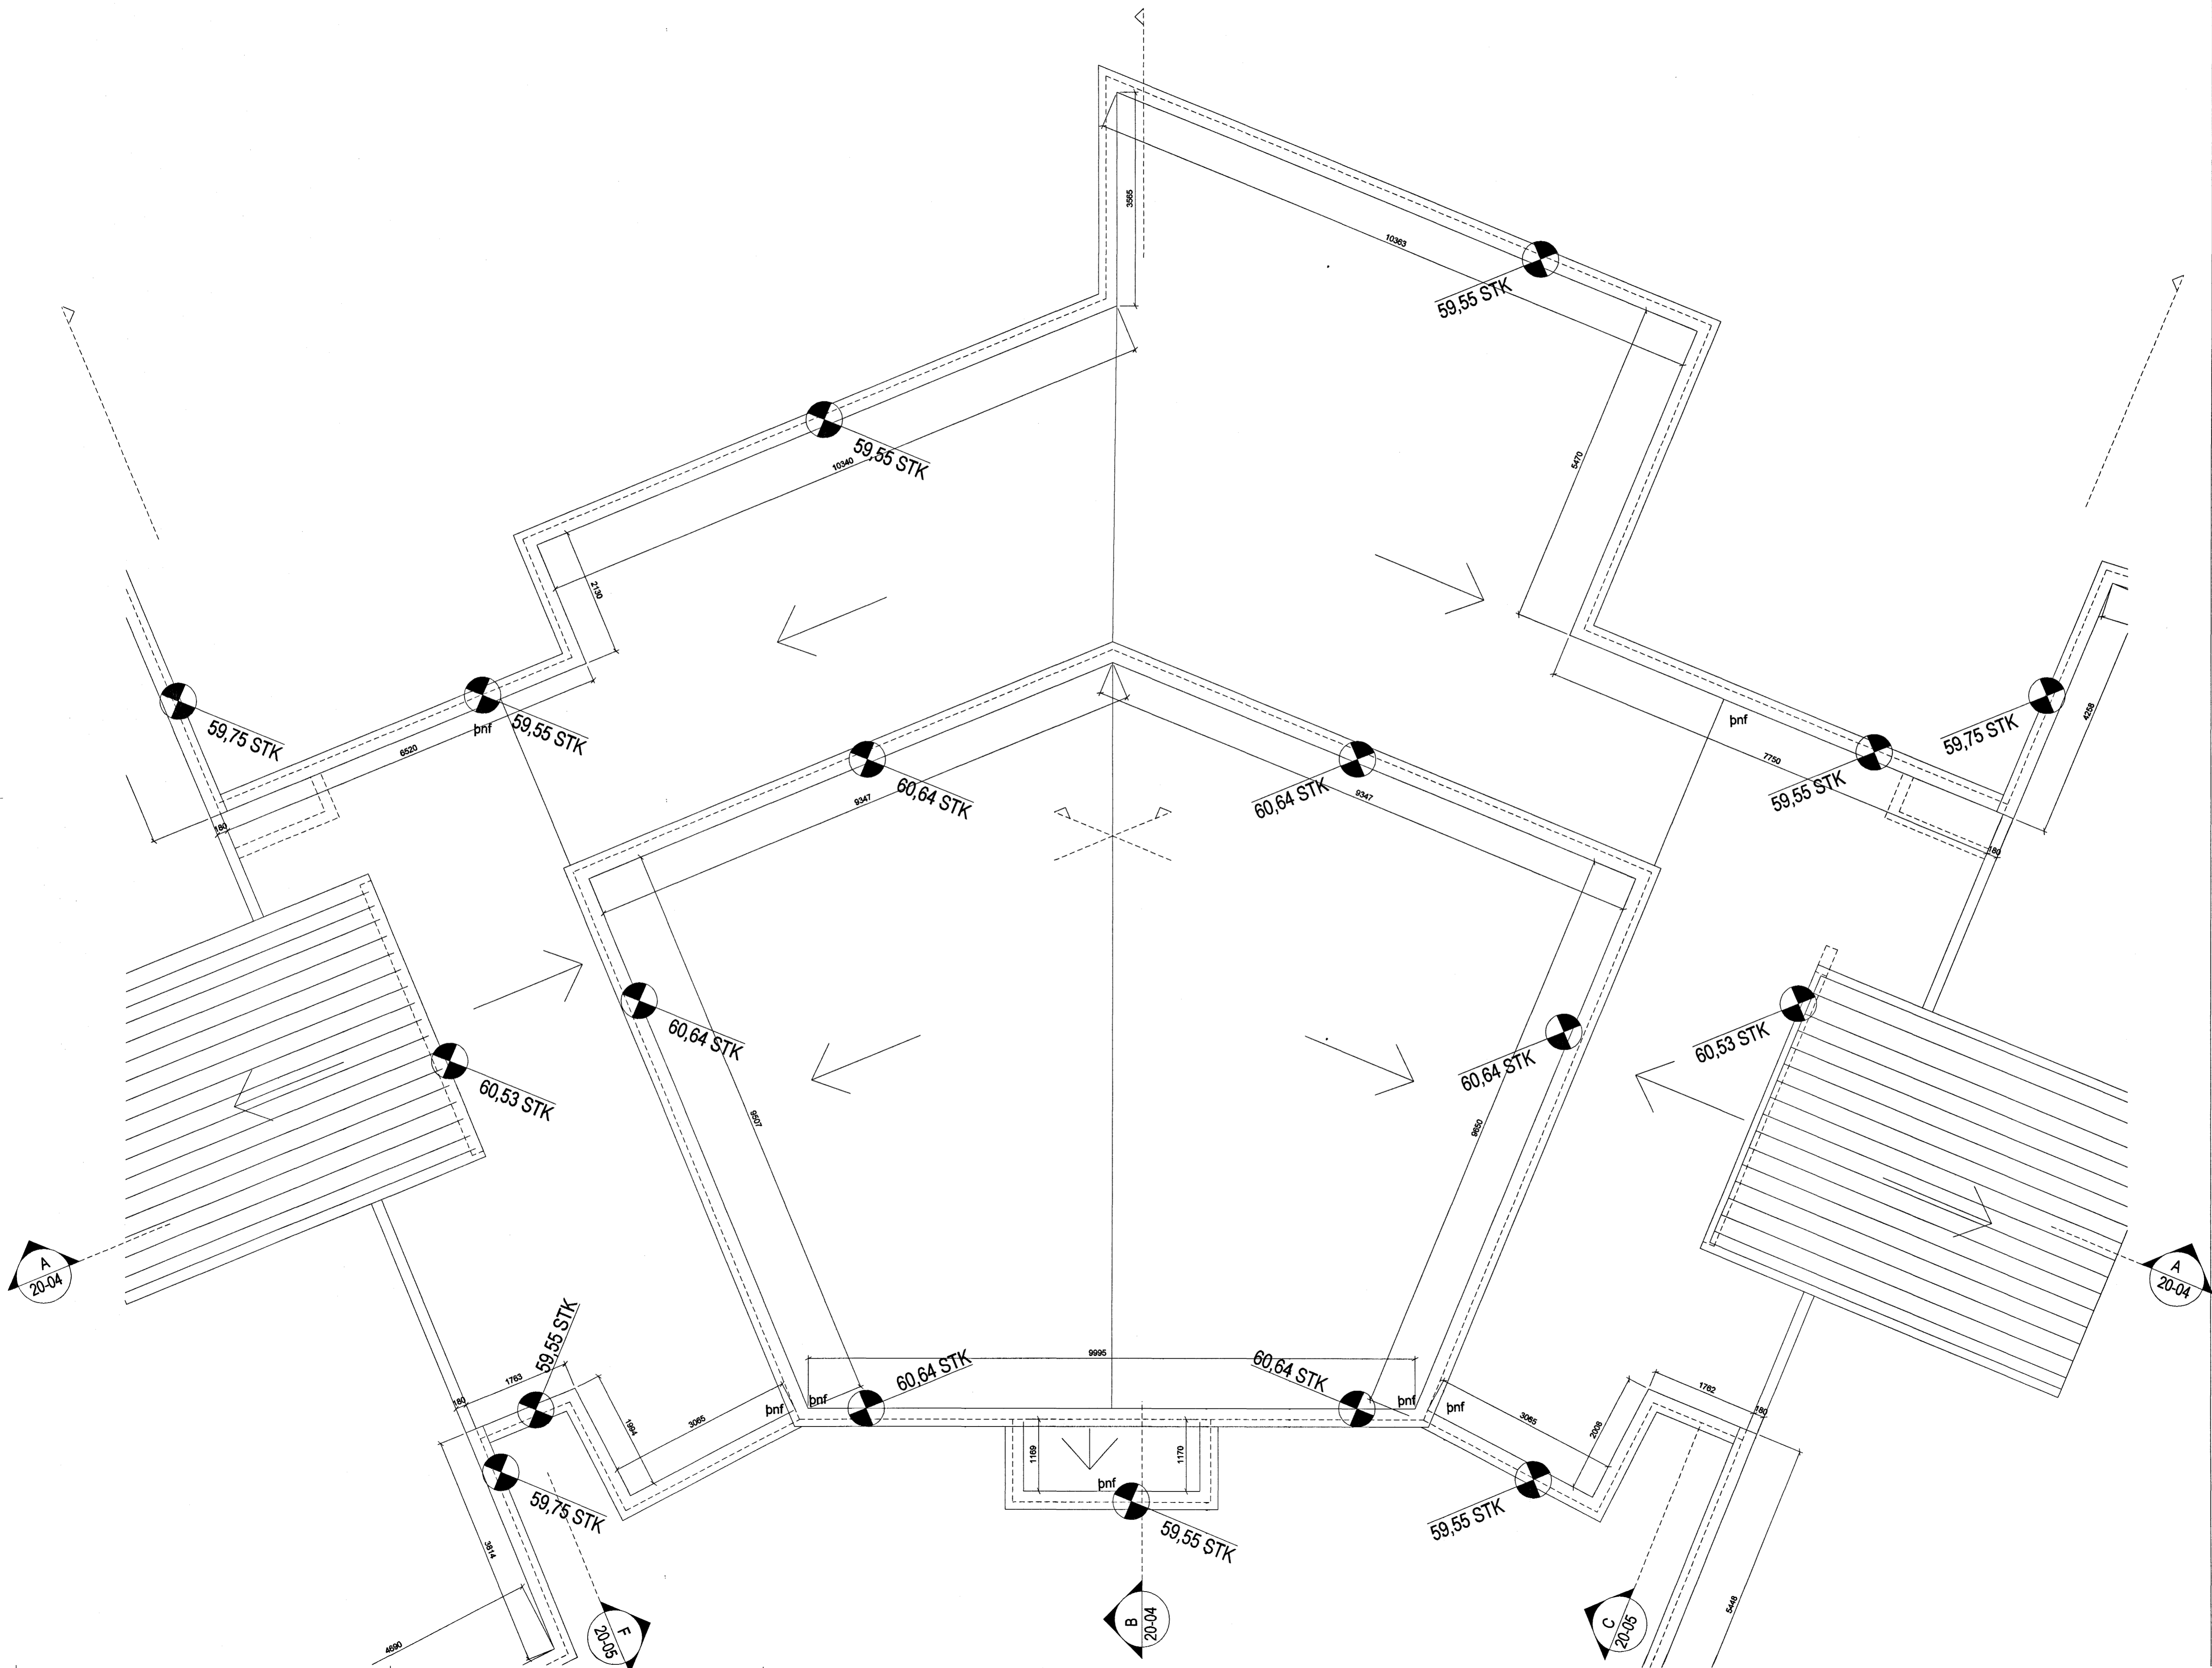 3565
10363
59,55 STK
59,55 STK
10340
5470
2130
59,75 STK
59,55 STK
þnf
6520
180
þnf
59,75 STK
4258
7750
59,55 STK
180
60,64 STK
9347
60,64 STK
9347
60,64 STK
60,53 STK
9507
60,64 STK
60,53 STK
9650
A
20-04
A
20-04
59,55 STK
1763
180
1994
3065
þnf
þnf
60,64 STK
9995
60,64 STK
þnf
þnf
3065
2008
1762
180
59,75 STK
3814
4690
1169
1170
þnf
59,55 STK
59,55 STK
5448
F
20-05
B
20-04
C
20-05